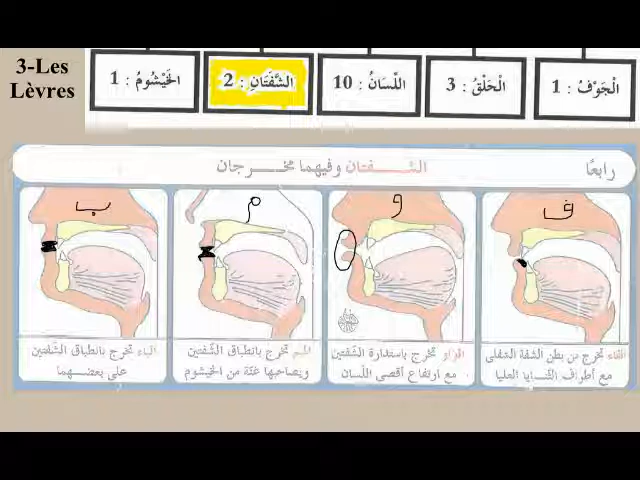 3-Les
Lèvres
الْجَوْفُ : 1
الْحَلْقُ : 3
اللِّسَانُ : 10
الشَّفَتَانِ : 2
الْخَيْشُومُ : 1
رابعًا
الشـفتان وفيهما مخـرجان
ف
و
م
ب
الفاء تخرج من بطن الشفة السفلى
مع أطراف الثنايا العليا
الواو تخرج باستدارة الشفتين
مع ارتفاع أقصى اللسان
الميم تخرج بانطباق الشفتين
ويصاحبها غنة من الخيشوم
الباء تخرج بانطباق الشفتين
على بعضهما